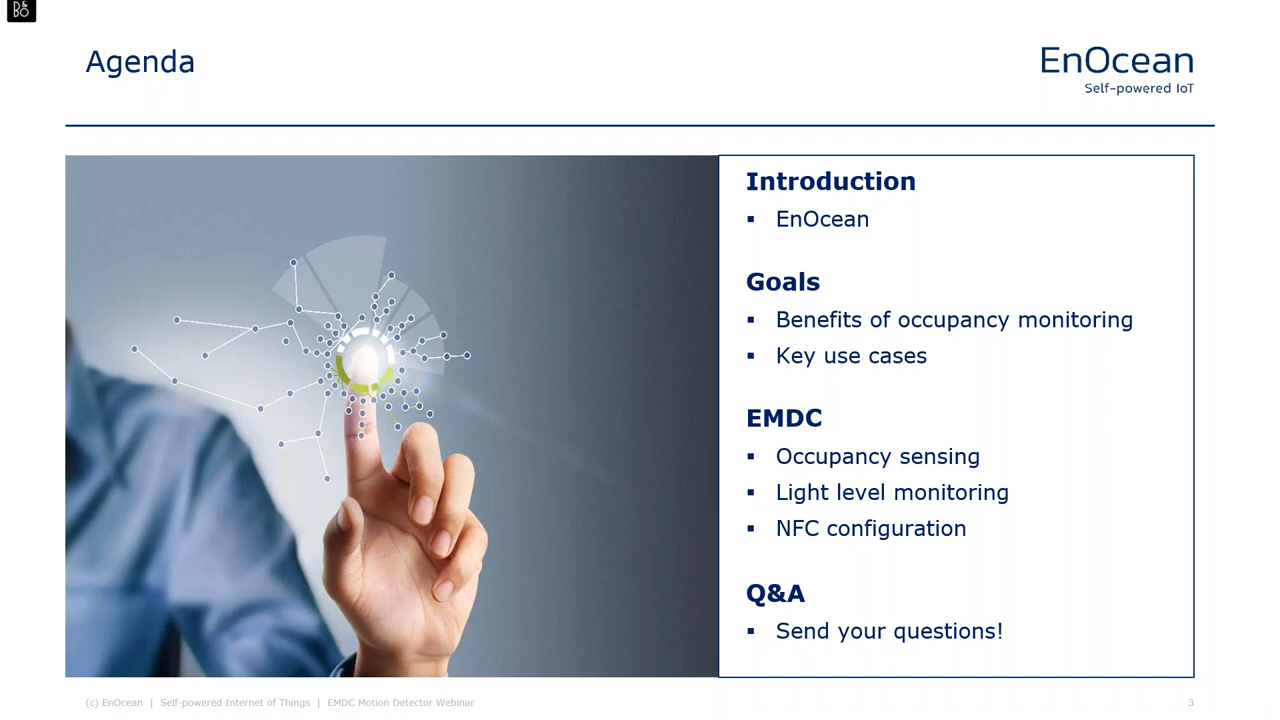 B&
BO
Agenda
EnOcean
Self-powered IoT
Introduction
▪ EnOcean
Goals
▪ Benefits of occupancy monitoring
▪ Key use cases
EMDC
▪ Occupancy sensing
▪ Light level monitoring
▪ NFC configuration
Q&A
▪ Send your questions!
(c) EnOcean | Self-powered Internet of Things | EMDC Motion Detector Webinar
3